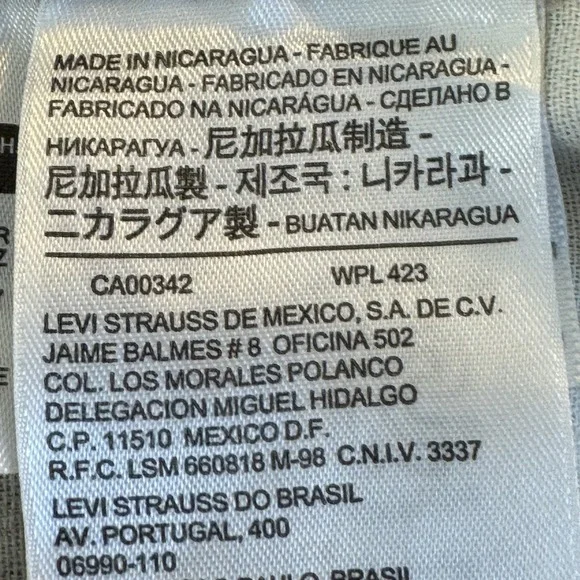 MADE IN NICARAGUA - FABRIQUE AU
NICARAGUA - FABRICADO EN NICARAGUA -
FABRICADO NA NICARÁGUA - СДЕЛАНО В
НИКАРАГУА - 尼加拉瓜制造 -
尼加拉瓜製 - 제조국 : 니카라과 -
ニカラグア製 - BUATAN NIKARAGUA
CA00342 WPL 423
LEVI STRAUSS DE MEXICO, S.A. DE C.V.
JAIME BALMES # 8 OFICINA 502
COL. LOS MORALES POLANCO
DELEGACION MIGUEL HIDALGO
C.P. 11510 MEXICO D.F.
R.F.C. LSM 660818 M-98 C.N.I.V. 3337
LEVI STRAUSS DO BRASIL
AV. PORTUGAL, 400
06990-110
PAULO, BRASIL